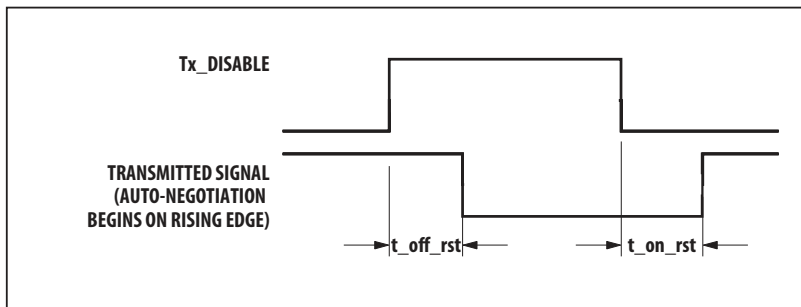 Tx_DISABLE
TRANSMITTED SIGNAL
(AUTO-NEGOTIATION
BEGINS ON RISING EDGE)
t_off_rst
t_on_rst